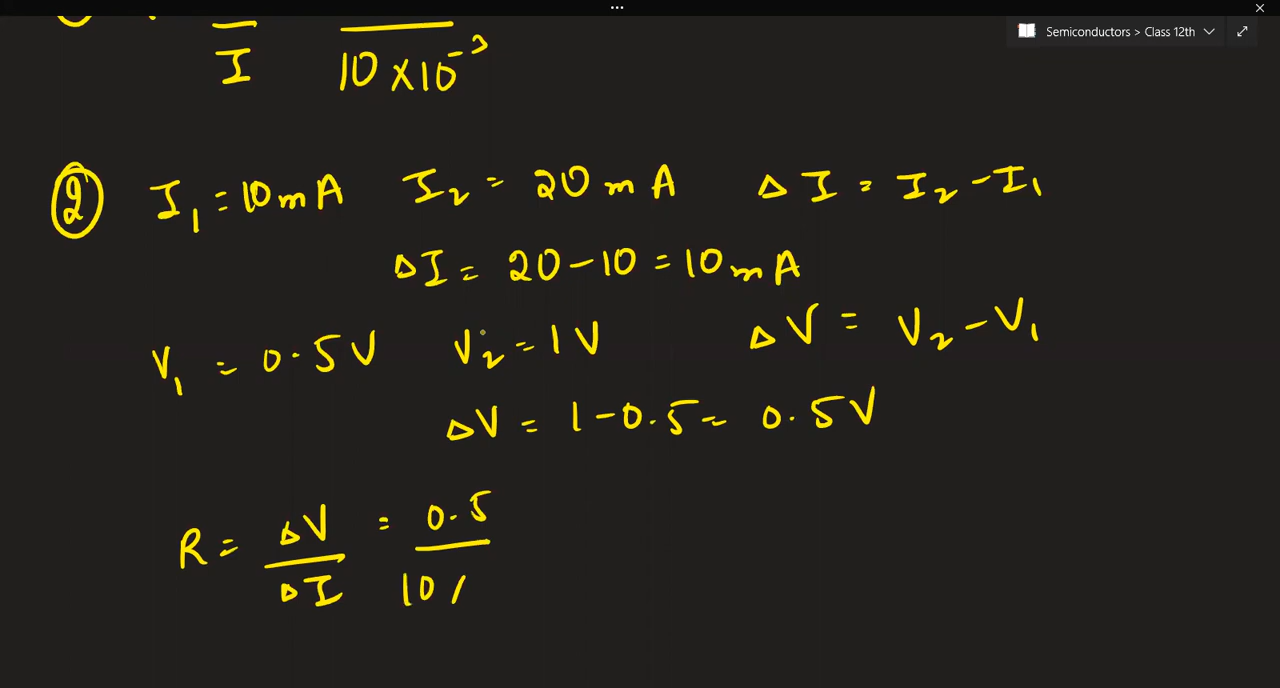 ...
Semiconductors > Class 12th
I
10 × 10⁻³
② I₁ = 10 mA I₂ = 20 mA Δ I = I₂ - I₁
ΔI = 20 - 10 = 10 mA
V₁ = 0.5 V V₂ = 1 V ΔV = V₂ - V₁
ΔV = 1 - 0.5 = 0.5 V
R = ΔV = 0.5
ΔI 10